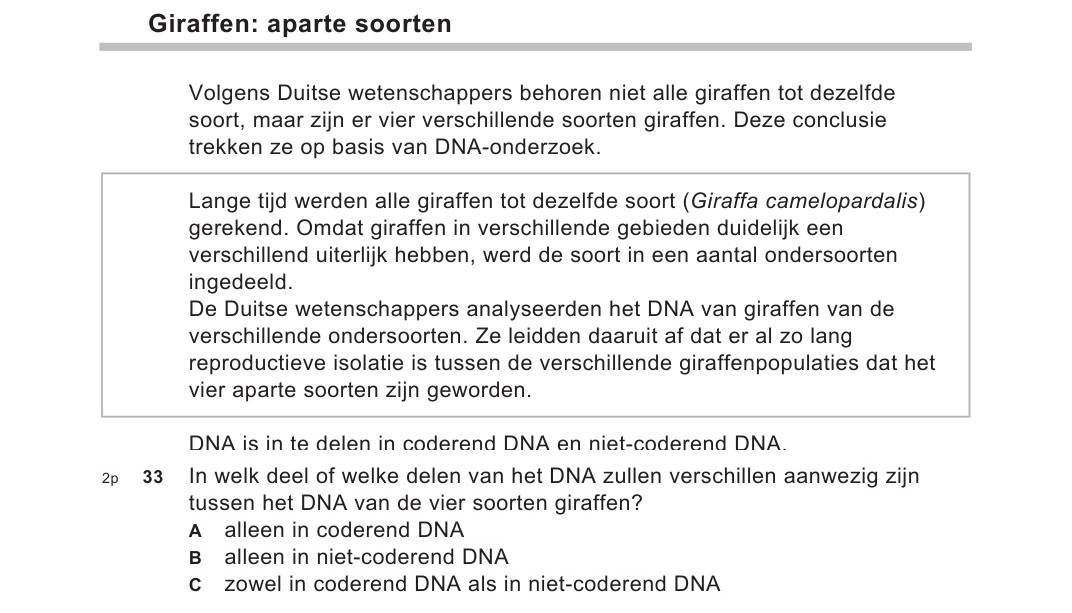 Giraffen: aparte soorten
Volgens Duitse wetenschappers behoren niet alle giraffen tot dezelfde
soort, maar zijn er vier verschillende soorten giraffen. Deze conclusie
trekken ze op basis van DNA-onderzoek.
Lange tijd werden alle giraffen tot dezelfde soort (Giraffa camelopardalis)
gerekend. Omdat giraffen in verschillende gebieden duidelijk een
verschillend uiterlijk hebben, werd de soort in een aantal ondersoorten
ingedeeld.
De Duitse wetenschappers analyseerden het DNA van giraffen van de
verschillende ondersoorten. Ze leidden daaruit af dat er al zo lang
reproductieve isolatie is tussen de verschillende giraffenpopulaties dat het
vier aparte soorten zijn geworden.
DNA is in te delen in coderend DNA en niet-coderend DNA.
2p 33 In welk deel of welke delen van het DNA zullen verschillen aanwezig zijn
tussen het DNA van de vier soorten giraffen?
A alleen in coderend DNA
B alleen in niet-coderend DNA
C zowel in coderend DNA als in niet-coderend DNA